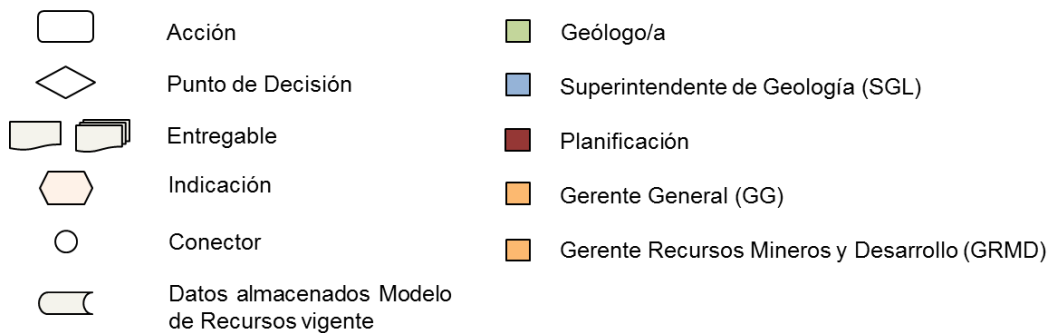 Acción
Punto de Decisión
Entregable
Indicación
Conector
Datos almacenados Modelo
de Recursos vigente
Geólogo/a
Superintendente de Geología (SGL)
Planificación
Gerente General (GG)
Gerente Recursos Mineros y Desarrollo (GRMD)